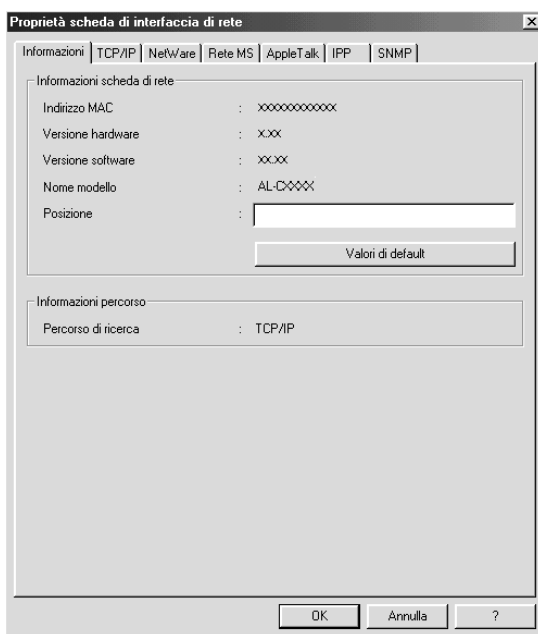 Proprietà scheda di interfaccia di rete
Informazioni TCP/IP NetWare Rete MS AppleTalk IPP SNMP
Informazioni scheda di rete
Indirizzo MAC : XXXXXXXXXXXX
Versione hardware : X.XX
Versione software : XX.XX
Nome modello : AL-CXXXX
Posizione :
Valori di default
Informazioni percorso
Percorso di ricerca : TCP/IP
OK Annulla ?